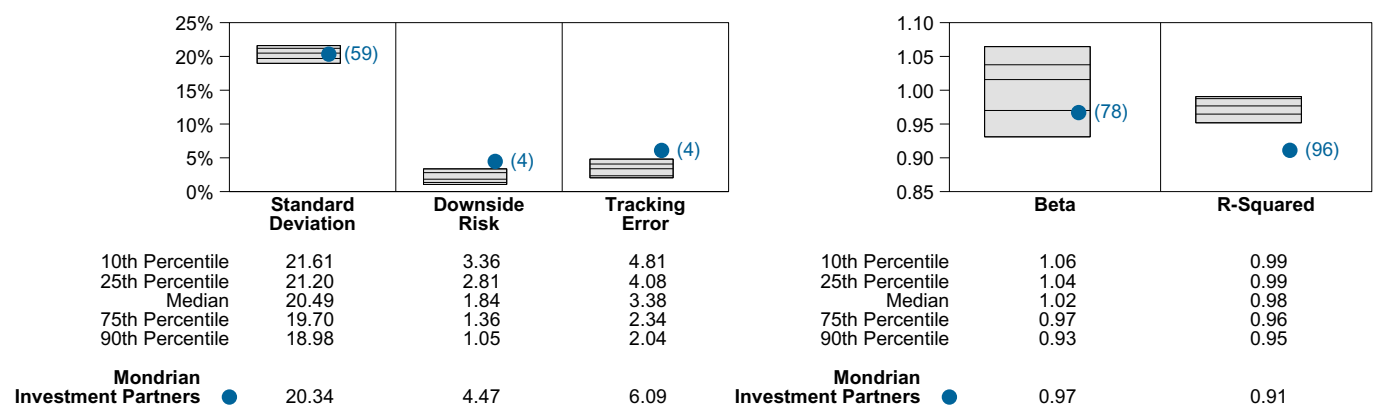 25%
20%
15%
10%
5%
0%
(59)
(4)
(4)
Standard Deviation
Downside Risk
Tracking Error
10th Percentile 21.61 3.36 4.81
25th Percentile 21.20 2.81 4.08
Median 20.49 1.84 3.38
75th Percentile 19.70 1.36 2.34
90th Percentile 18.98 1.05 2.04
Mondrian
Investment Partners 20.34 4.47 6.09
1.10
1.05
1.00
0.95
0.90
0.85
(78)
(96)
Beta
R-Squared
10th Percentile 1.06 0.99
25th Percentile 1.04 0.99
Median 1.02 0.98
75th Percentile 0.97 0.96
90th Percentile 0.93 0.95
Mondrian
Investment Partners 0.97 0.91